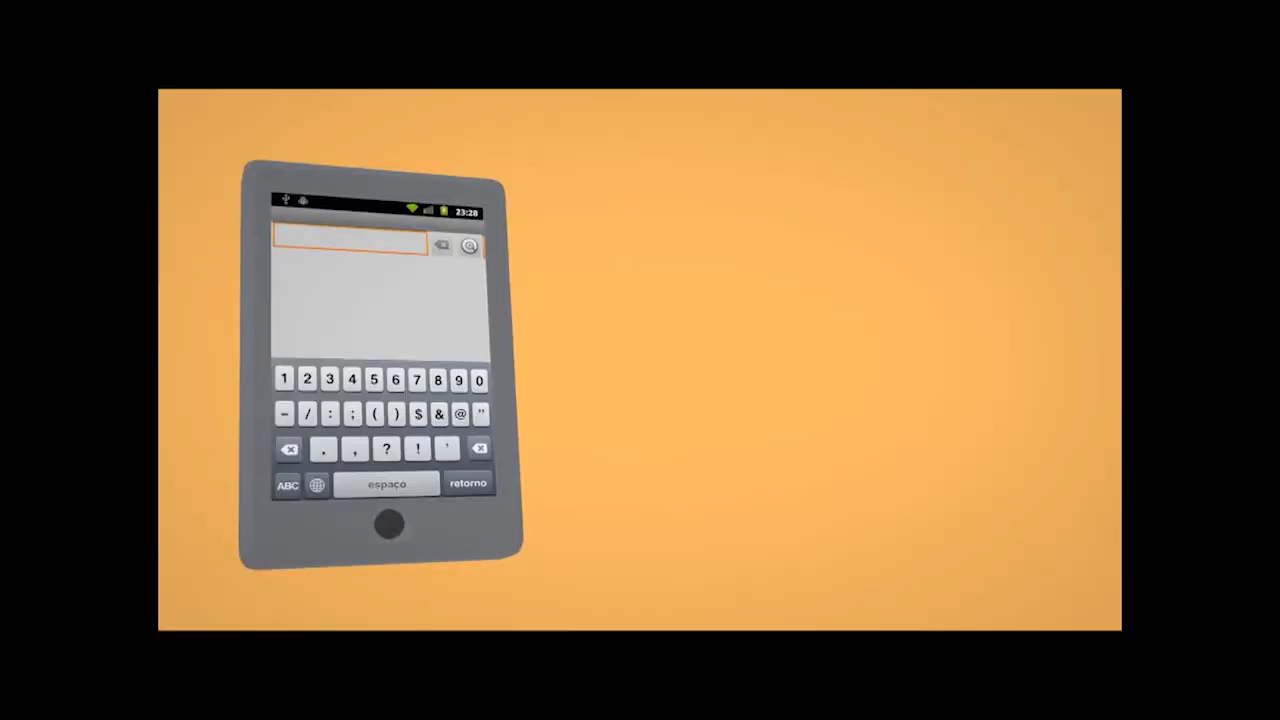 23:28
1 2 3 4 5 6 7 8 9 0
- / : ; ( ) $ & @ "
. , ? ! '
ABC espaço retorno